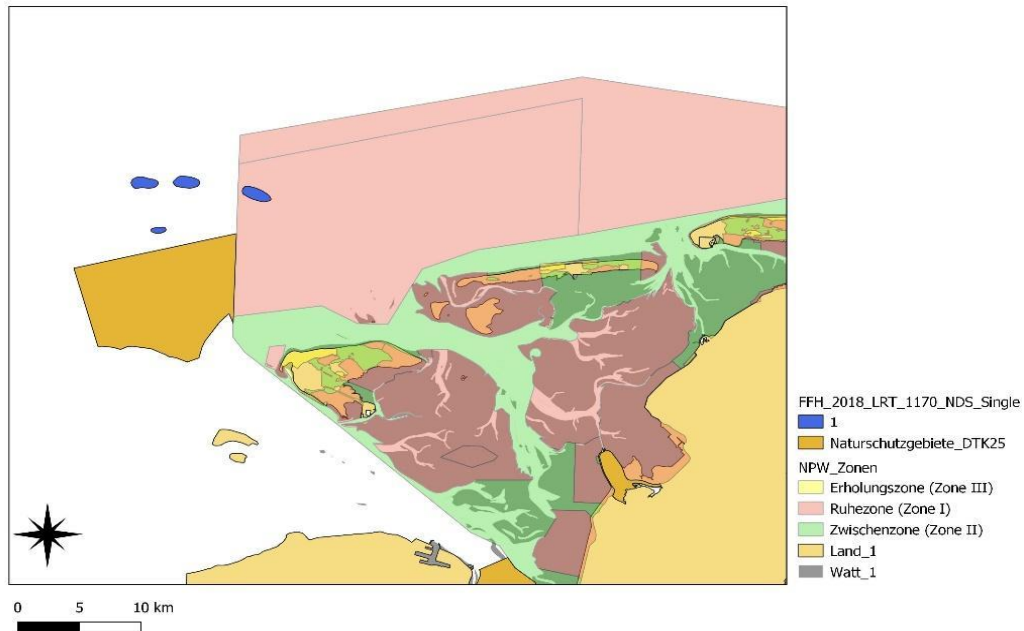 FFH_2018_LRT_1170_NDS_Single
1
Naturschutzgebiete_DTK25
NPW_Zonen
Erholungszone (Zone III)
Ruhezone (Zone I)
Zwischenzone (Zone II)
Land_1
Watt_1
0 5 10 km